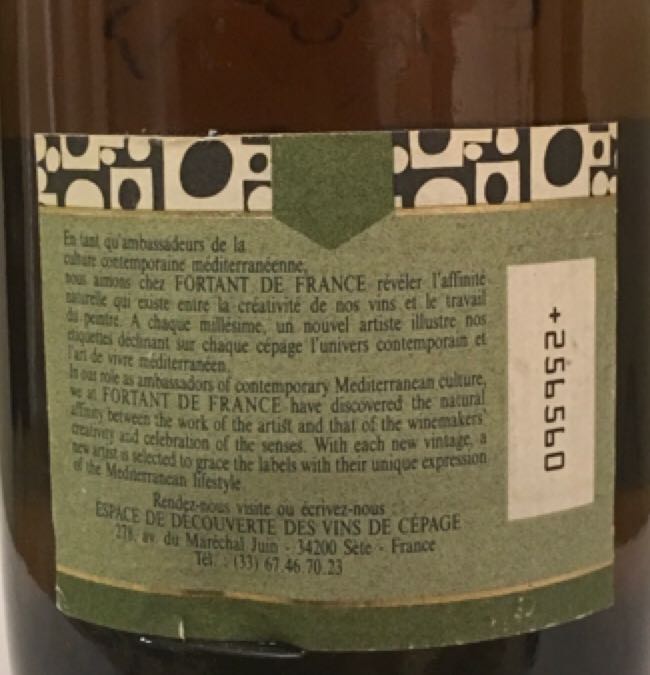 En tant qu'ambassadeurs de la
culture contemporaine méditerranéenne,
nous aimons chez FORTANT DE FRANCE révéler l'affinité
naturelle qui existe entre la créativité de nos vins et le travail
du peintre. A chaque millésime, un nouvel artiste illustre nos
étiquettes déclinant sur chaque cépage l'univers contemporain et
l'art de vivre méditerranéen.
In our role as ambassadors of contemporary Mediterranean culture,
we at FORTANT DE FRANCE have discovered the natural
affinity between the work of the artist and that of the winemakers'
creativity and celebration of the senses. With each new vintage, a
new artist is selected to grace the labels with their unique expression
of the Mediterranean lifestyle
Rendez-nous visite ou écrivez-nous :
ESPACE DE DÉCOUVERTE DES VINS DE CÉPAGE
278, av. du Maréchal Juin - 34200 Sète - France
Tél. : (33) 67.46.70.23
+256560